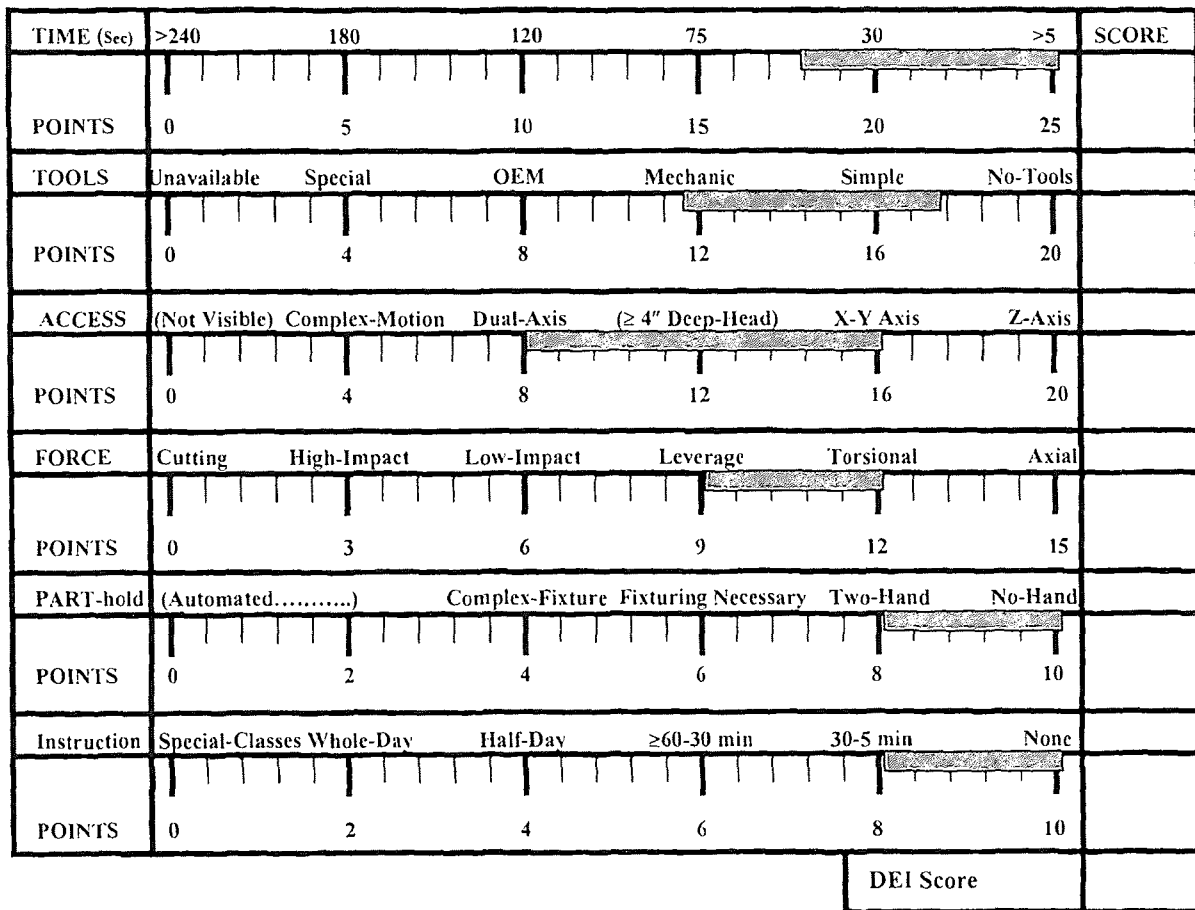 TIME (Sec) >240 180 120 75 30 >5 SCORE
POINTS 0 5 10 15 20 25
TOOLS Unavailable Special OEM Mechanic Simple No-Tools
POINTS 0 4 8 12 16 20
ACCESS (Not Visible) Complex-Motion Dual-Axis (≥ 4″ Deep-Head) X-Y Axis Z-Axis
POINTS 0 4 8 12 16 20
FORCE Cutting High-Impact Low-Impact Leverage Torsional Axial
POINTS 0 3 6 9 12 15
PART-hold (Automated...........) Complex-Fixture Fixturing Necessary Two-Hand No-Hand
POINTS 0 2 4 6 8 10
Instruction Special-Classes Whole-Day Half-Day ≥60-30 min 30-5 min None
POINTS 0 2 4 6 8 10
DEI Score